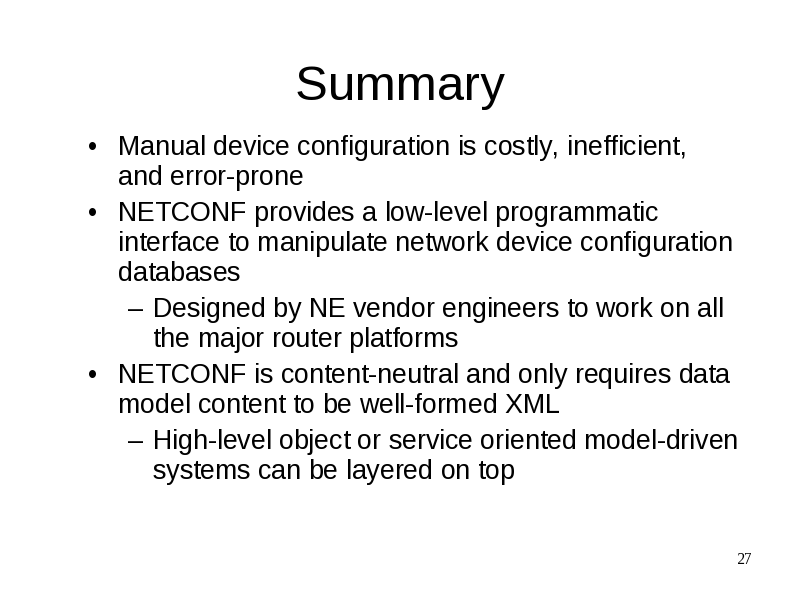 Summary
• Manual device configuration is costly, inefficient,
and error-prone
• NETCONF provides a low-level programmatic
interface to manipulate network device configuration
databases
– Designed by NE vendor engineers to work on all
the major router platforms
• NETCONF is content-neutral and only requires data
model content to be well-formed XML
– High-level object or service oriented model-driven
systems can be layered on top
27